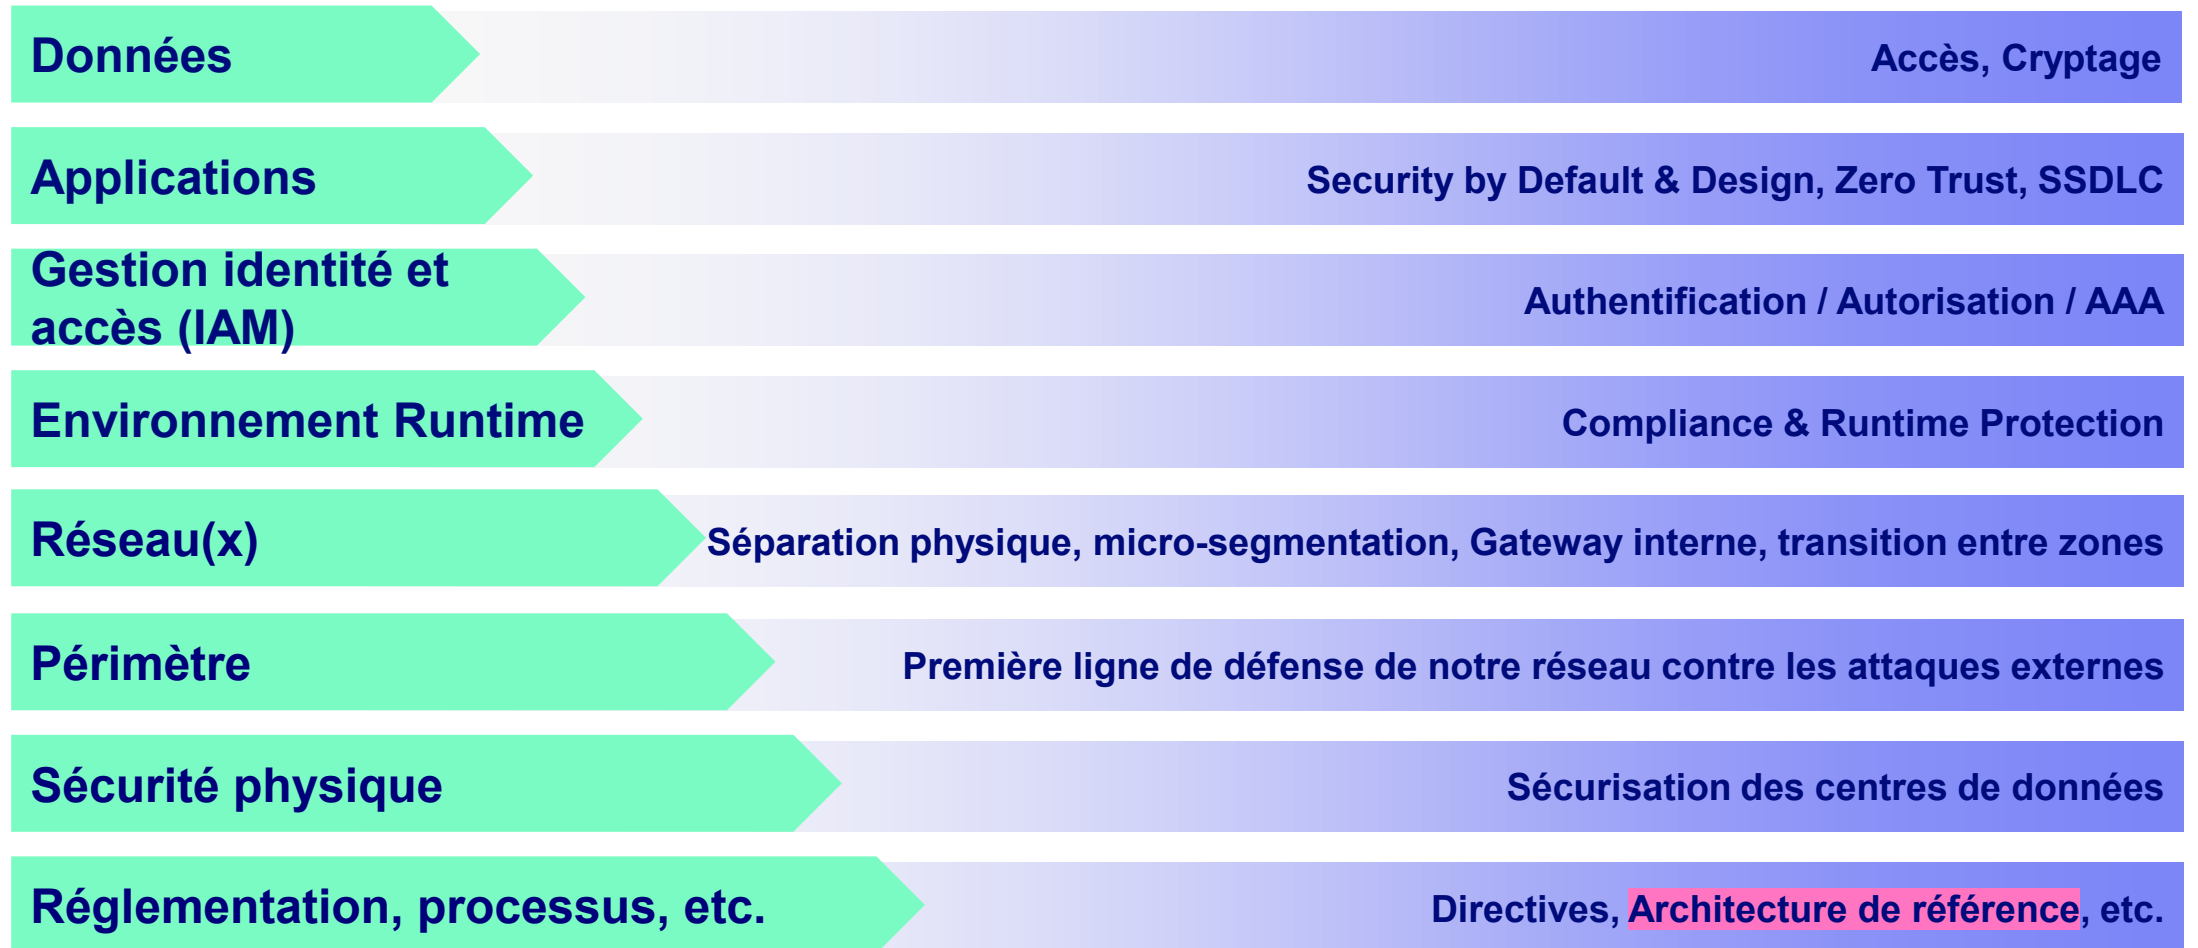 Données
Accès, Cryptage
Applications
Security by Default & Design, Zero Trust, SSDLC
Gestion identité et
accès (IAM)
Authentification / Autorisation / AAA
Environnement Runtime
Compliance & Runtime Protection
Réseau(x)
Séparation physique, micro-segmentation, Gateway interne, transition entre zones
Périmètre
Première ligne de défense de notre réseau contre les attaques externes
Sécurité physique
Sécurisation des centres de données
Réglementation, processus, etc.
Directives, Architecture de référence, etc.